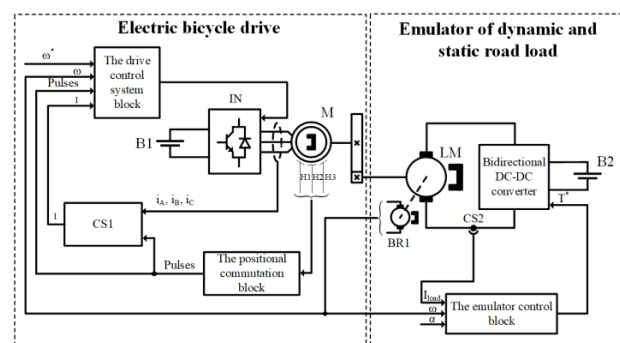 Electric bicycle drive
Emulator of dynamic and
static road load
ω*
ω
Pulses
I
The drive
control
system
block
IN
M
B1
H1 H2 H3
LM
Bidirectional
DC-DC
converter
B2
T*
I
CS1
iA, iB, iC
BR1
CS2
Pulses
The positional
commutation
block
Iload
ω
α
The emulator control
block